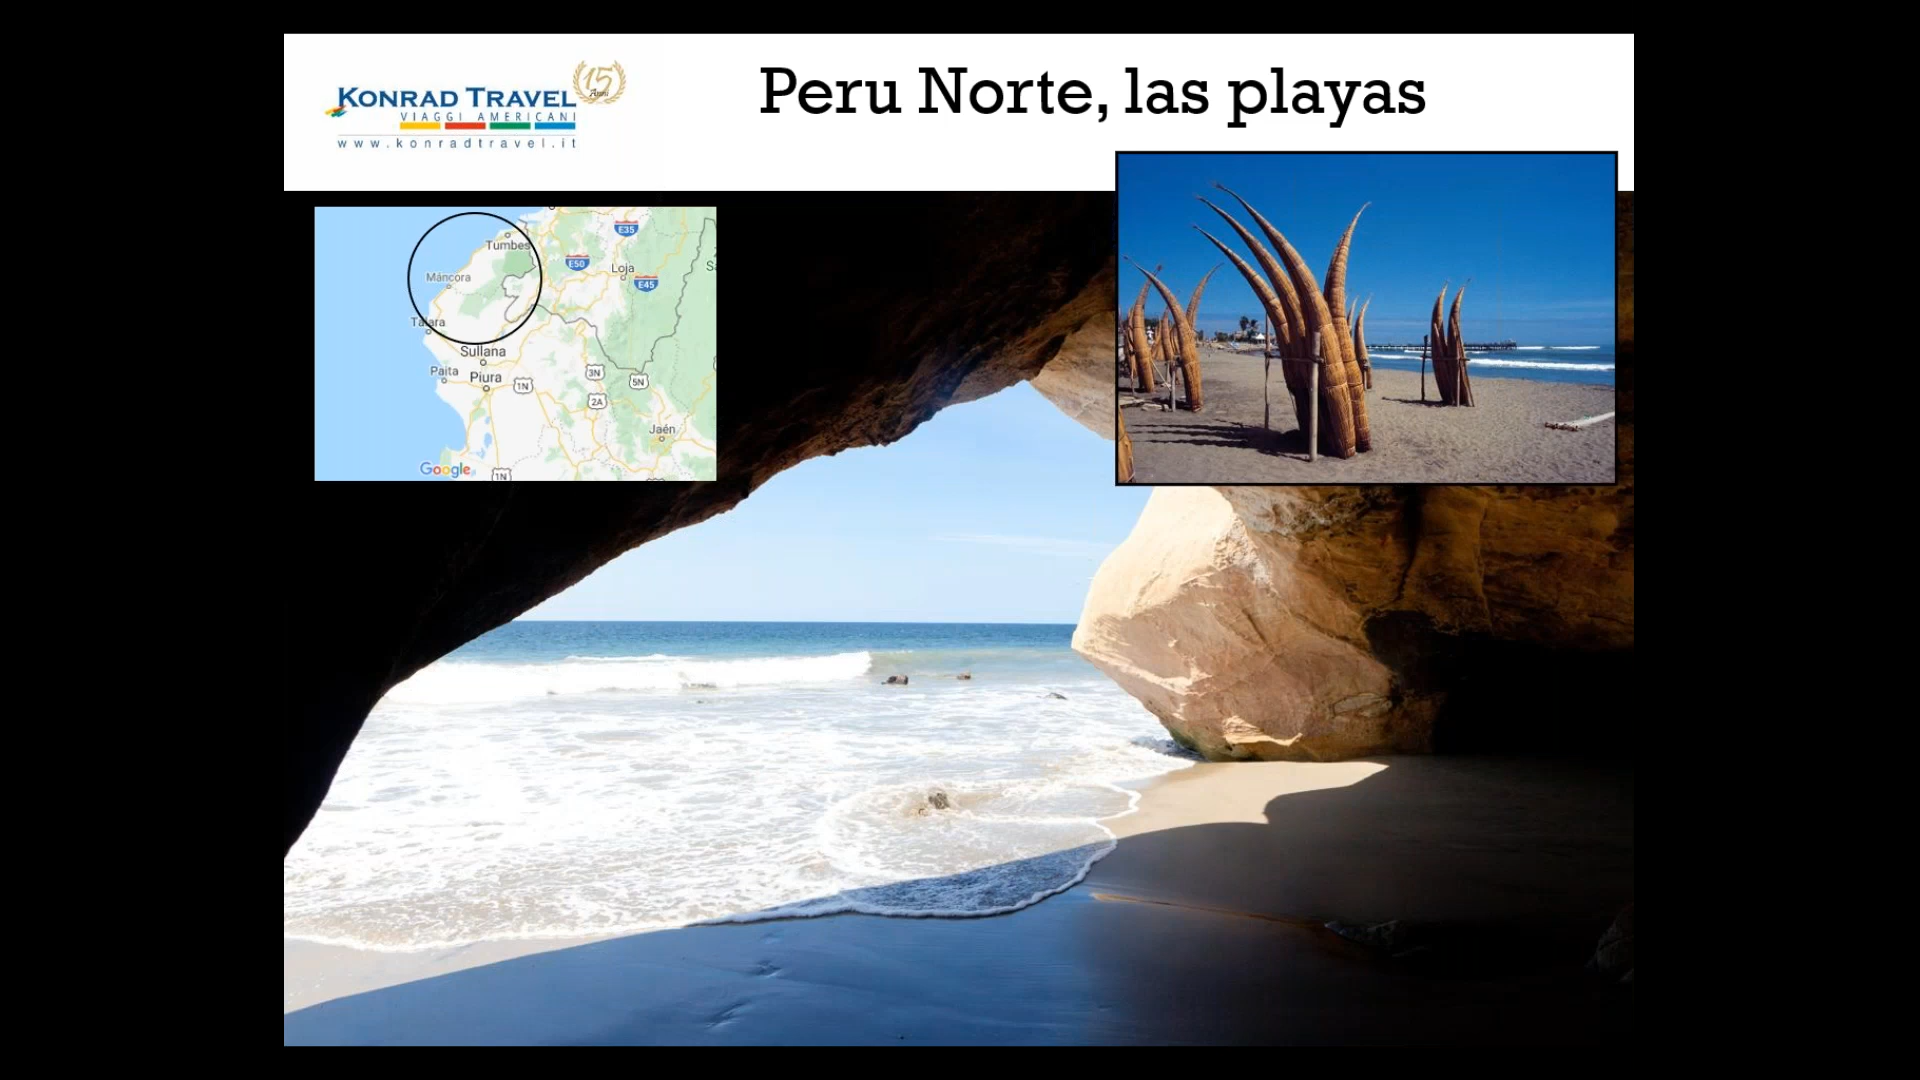 15
Anni
KONRAD TRAVEL
VIAGGI AMERICANI
www.konradtravel.it
Peru Norte, las playas
E35
Tumbes
E50
Loja
Máncora
E45
Talara
Sullana
Paita
Piura
1N
3N
5N
2A
Jaén
Google
1N